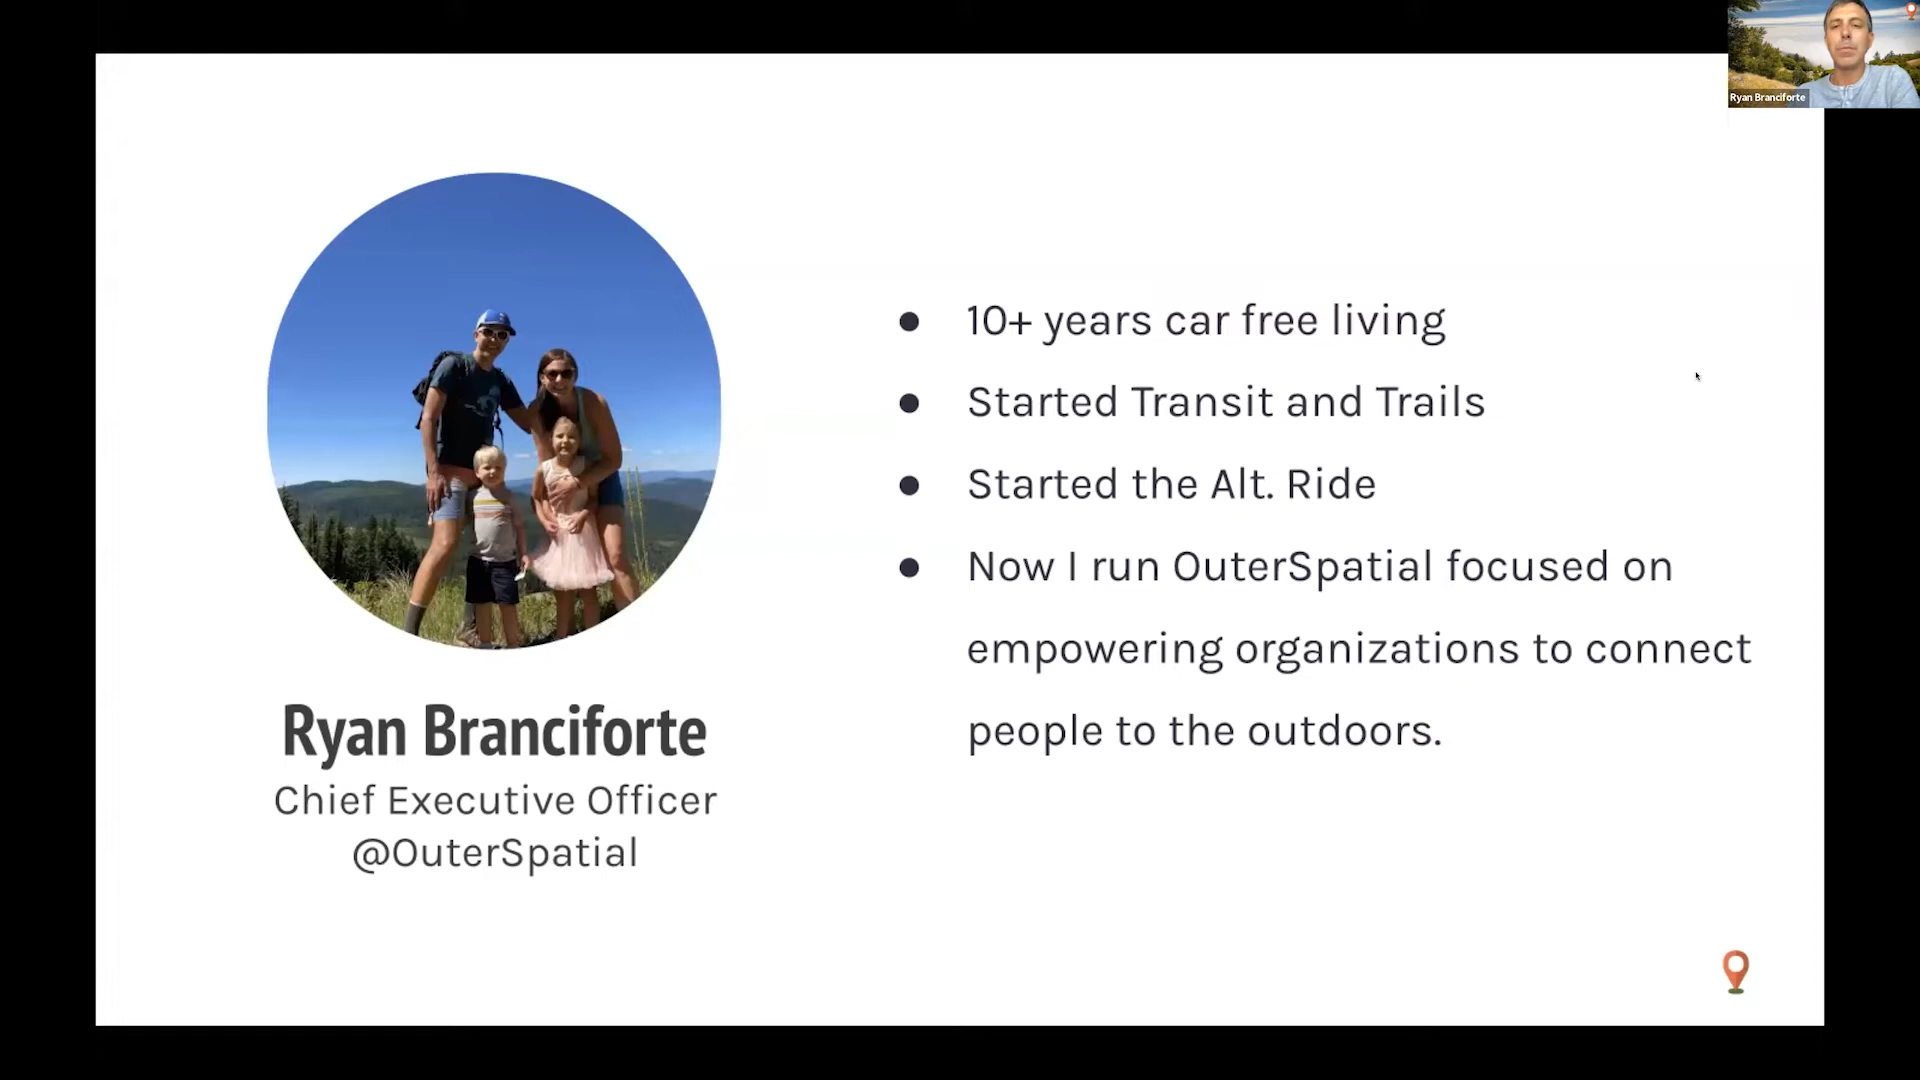 Ryan Branciforte
10+ years car free living
Started Transit and Trails
Started the Alt. Ride
Now I run OuterSpatial focused on
empowering organizations to connect
people to the outdoors.
Ryan Branciforte
Chief Executive Officer
@OuterSpatial